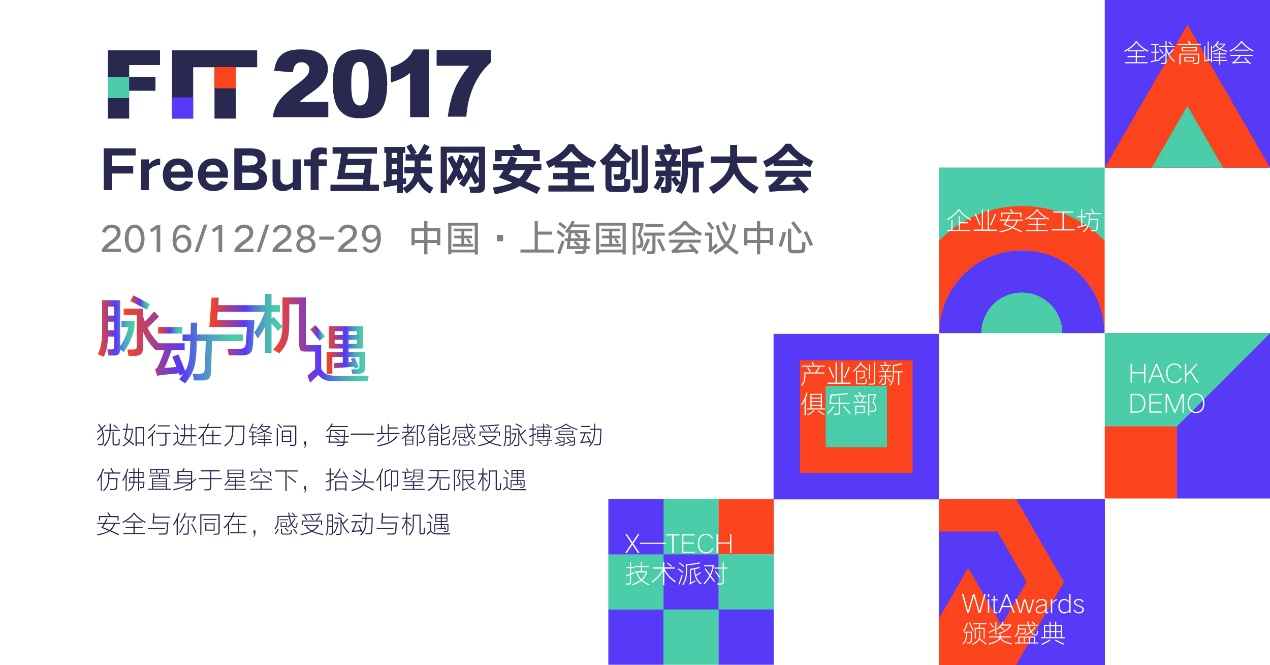 FIT 2017
FreeBuf互联网安全创新大会
2016/12/28-29 中国·上海国际会议中心
脉动与机遇
犹如行进在刀锋间，每一步都能感受脉搏翕动
仿佛置身于星空下，抬头仰望无限机遇
安全与你同在，感受脉动与机遇
全球高峰会
企业安全工坊
产业创新
俱乐部
HACK
DEMO
X—TECH
技术派对
WitAwards
颁奖盛典